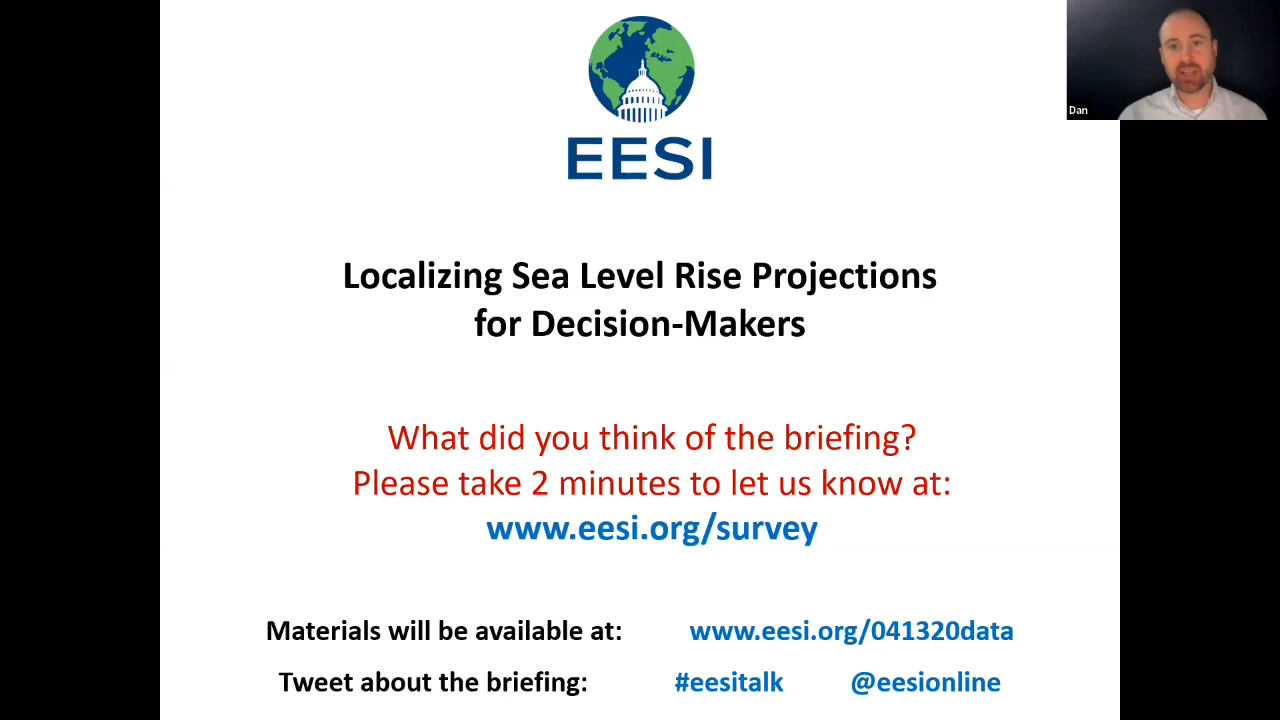 Dan
EESI
Localizing Sea Level Rise Projections
for Decision-Makers
What did you think of the briefing?
Please take 2 minutes to let us know at:
www.eesi.org/survey
Materials will be available at: www.eesi.org/041320data
Tweet about the briefing: #eesitalk @eesionline